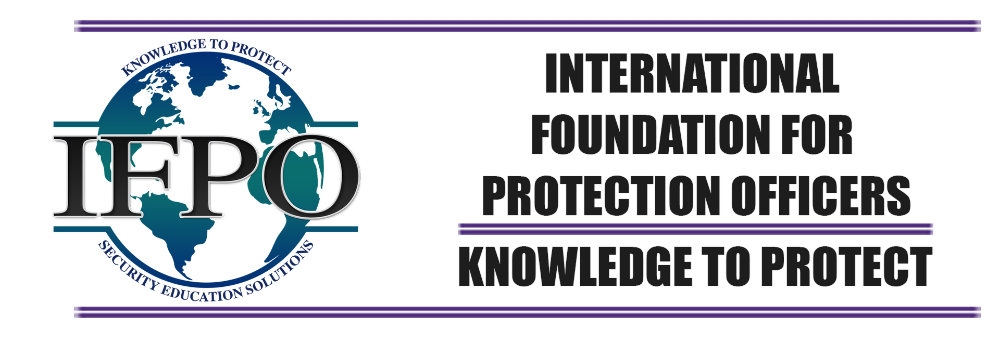 KNOWLEDGE TO PROTECT
IFPO
SECURITY EDUCATION SOLUTIONS
INTERNATIONAL
FOUNDATION FOR
PROTECTION OFFICERS
KNOWLEDGE TO PROTECT